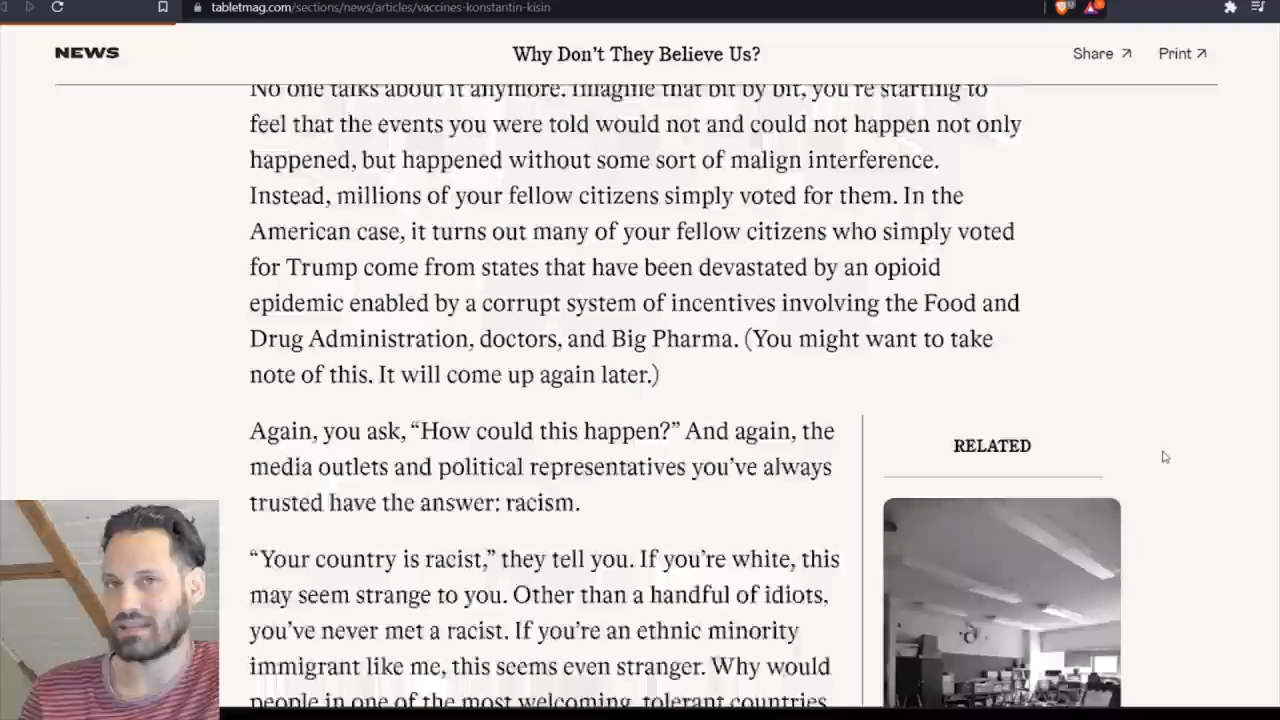 tabletmag.com/sections/news/articles/vaccines-konstantin-kisin
NEWS
Why Don't They Believe Us?
Share ↗
Print ↗
No one talks about it anymore. Imagine that bit by bit, you're starting to
feel that the events you were told would not and could not happen not only
happened, but happened without some sort of malign interference.
Instead, millions of your fellow citizens simply voted for them. In the
American case, it turns out many of your fellow citizens who simply voted
for Trump come from states that have been devastated by an opioid
epidemic enabled by a corrupt system of incentives involving the Food and
Drug Administration, doctors, and Big Pharma. (You might want to take
note of this. It will come up again later.)
Again, you ask, “How could this happen?” And again, the
media outlets and political representatives you’ve always
trusted have the answer: racism.
“Your country is racist,” they tell you. If you’re white, this
may seem strange to you. Other than a handful of idiots,
you’ve never met a racist. If you’re an ethnic minority
immigrant like me, this seems even stranger. Why would
people in one of the most welcoming, tolerant countries
RELATED